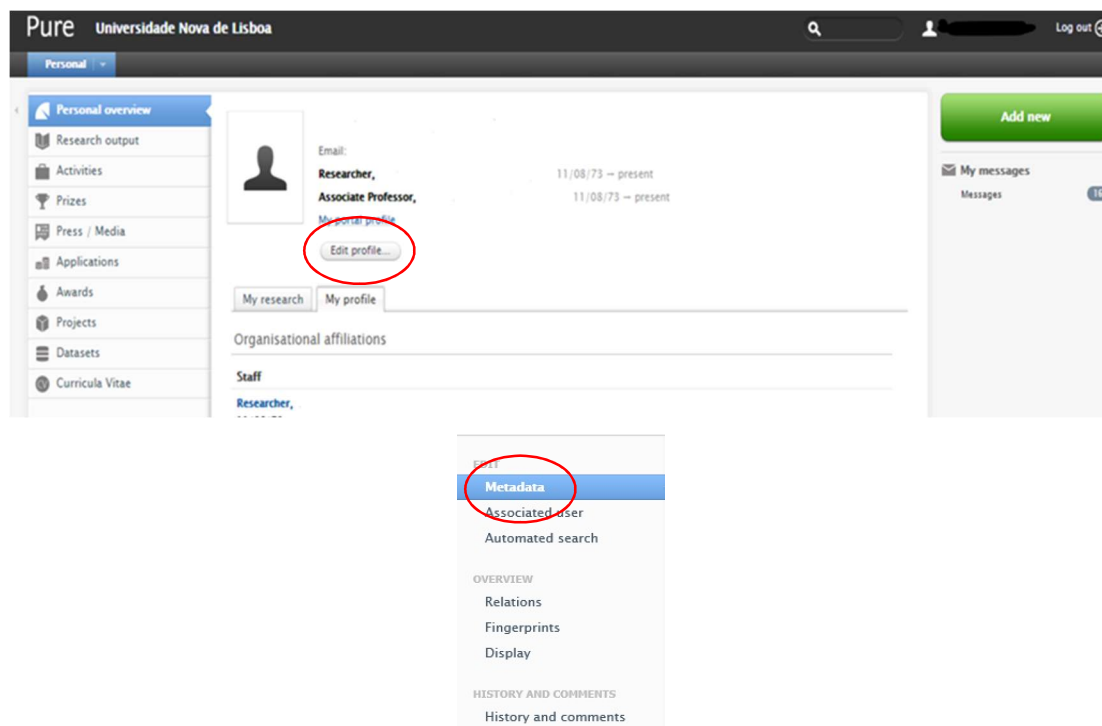 Pure Universidade Nova de Lisboa
Log out
Personal
Personal overview
Research output
Activities
Prizes
Press / Media
Applications
Awards
Projects
Datasets
Curricula Vitae
Email:
Researcher, 11/08/73 – present
Associate Professor, 11/08/73 – present
My portal profile
Edit profile...
My research My profile
Organisational affiliations
Staff
Researcher,
Add new
My messages
Messages
EDIT
Metadata
Associated user
Automated search
OVERVIEW
Relations
Fingerprints
Display
HISTORY AND COMMENTS
History and comments